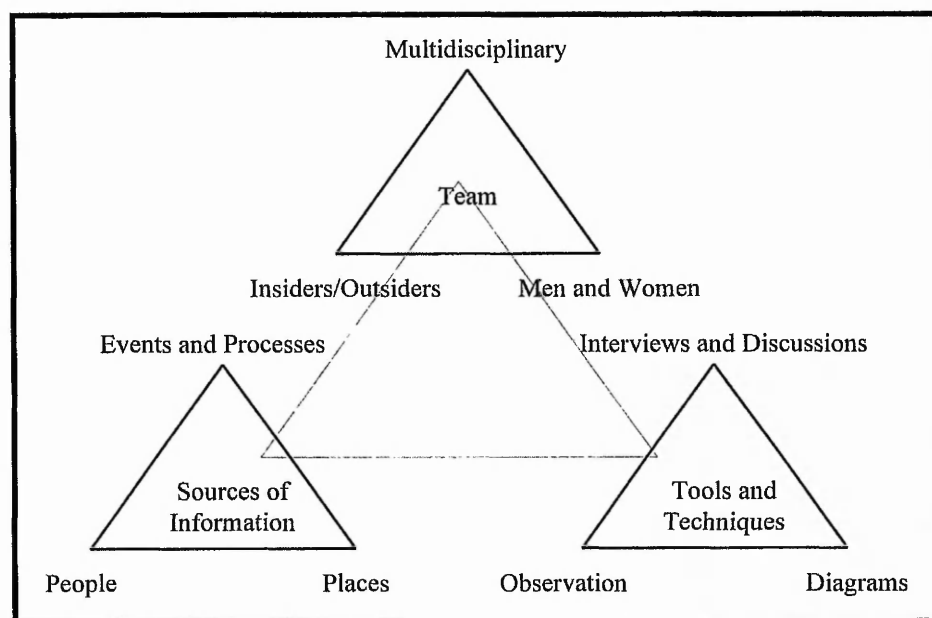 Multidisciplinary
Team
Insiders/Outsiders
Men and Women
Events and Processes
Interviews and Discussions
Sources of
Information
Tools and
Techniques
People
Places
Observation
Diagrams